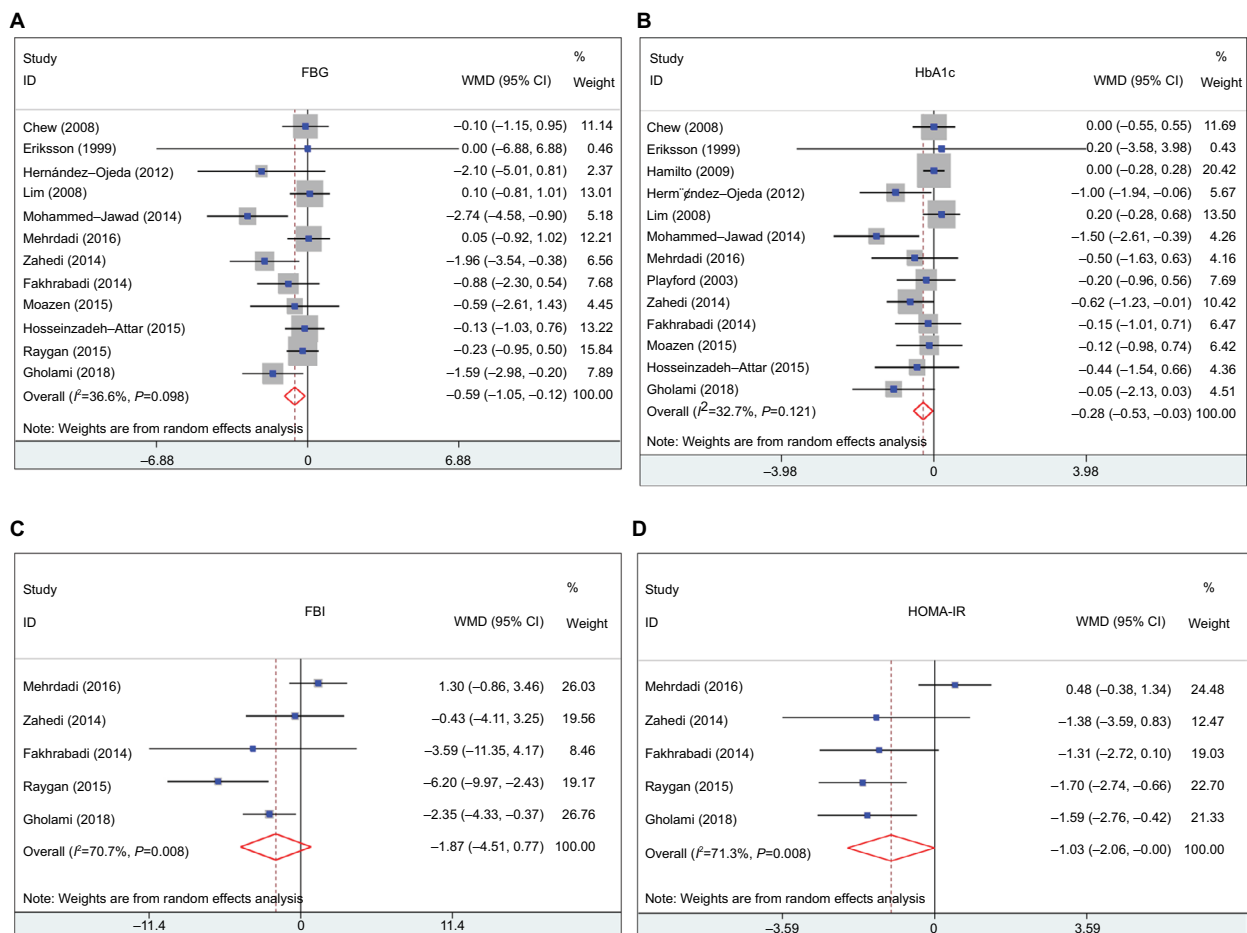 A
Study %
ID FBG WMD (95% CI) Weight
Chew (2008) –0.10 (–1.15, 0.95) 11.14
Eriksson (1999) 0.00 (–6.88, 6.88) 0.46
Hernández–Ojeda (2012) –2.10 (–5.01, 0.81) 2.37
Lim (2008) 0.10 (–0.81, 1.01) 13.01
Mohammed–Jawad (2014) –2.74 (–4.58, –0.90) 5.18
Mehrdadi (2016) 0.05 (–0.92, 1.02) 12.21
Zahedi (2014) –1.96 (–3.54, –0.38) 6.56
Fakhrabadi (2014) –0.88 (–2.30, 0.54) 7.68
Moazen (2015) –0.59 (–2.61, 1.43) 4.45
Hosseinzadeh–Attar (2015) –0.13 (–1.03, 0.76) 13.22
Raygan (2015) –0.23 (–0.95, 0.50) 15.84
Gholami (2018) –1.59 (–2.98, –0.20) 7.89
Overall (I²=36.6%, P=0.098) –0.59 (–1.05, –0.12) 100.00
Note: Weights are from random effects analysis
–6.88 0 6.88
B
Study %
ID HbA1c WMD (95% CI) Weight
Chew (2008) 0.00 (–0.55, 0.55) 11.69
Eriksson (1999) 0.20 (–3.58, 3.98) 0.43
Hamilto (2009) 0.00 (–0.28, 0.28) 20.42
Herm¨¢ndez-Ojeda (2012) –1.00 (–1.94, –0.06) 5.67
Lim (2008) 0.20 (–0.28, 0.68) 13.50
Mohammed–Jawad (2014) –1.50 (–2.61, –0.39) 4.26
Mehrdadi (2016) –0.50 (–1.63, 0.63) 4.16
Playford (2003) –0.20 (–0.96, 0.56) 7.69
Zahedi (2014) –0.62 (–1.23, –0.01) 10.42
Fakhrabadi (2014) –0.15 (–1.01, 0.71) 6.47
Moazen (2015) –0.12 (–0.98, 0.74) 6.42
Hosseinzadeh–Attar (2015) –0.44 (–1.54, 0.66) 4.36
Gholami (2018) –0.05 (–2.13, 0.03) 4.51
Overall (I²=32.7%, P=0.121) –0.28 (–0.53, –0.03) 100.00
Note: Weights are from random effects analysis
–3.98 0 3.98
C
Study %
ID FBI WMD (95% CI) Weight
Mehrdadi (2016) 1.30 (–0.86, 3.46) 26.03
Zahedi (2014) –0.43 (–4.11, 3.25) 19.56
Fakhrabadi (2014) –3.59 (–11.35, 4.17) 8.46
Raygan (2015) –6.20 (–9.97, –2.43) 19.17
Gholami (2018) –2.35 (–4.33, –0.37) 26.76
Overall (I²=70.7%, P=0.008) –1.87 (–4.51, 0.77) 100.00
Note: Weights are from random effects analysis
–11.4 0 11.4
D
Study %
ID HOMA-IR WMD (95% CI) Weight
Mehrdadi (2016) 0.48 (–0.38, 1.34) 24.48
Zahedi (2014) –1.38 (–3.59, 0.83) 12.47
Fakhrabadi (2014) –1.31 (–2.72, 0.10) 19.03
Raygan (2015) –1.70 (–2.74, –0.66) 22.70
Gholami (2018) –1.59 (–2.76, –0.42) 21.33
Overall (I²=71.3%, P=0.008) –1.03 (–2.06, –0.00) 100.00
Note: Weights are from random effects analysis
–3.59 0 3.59